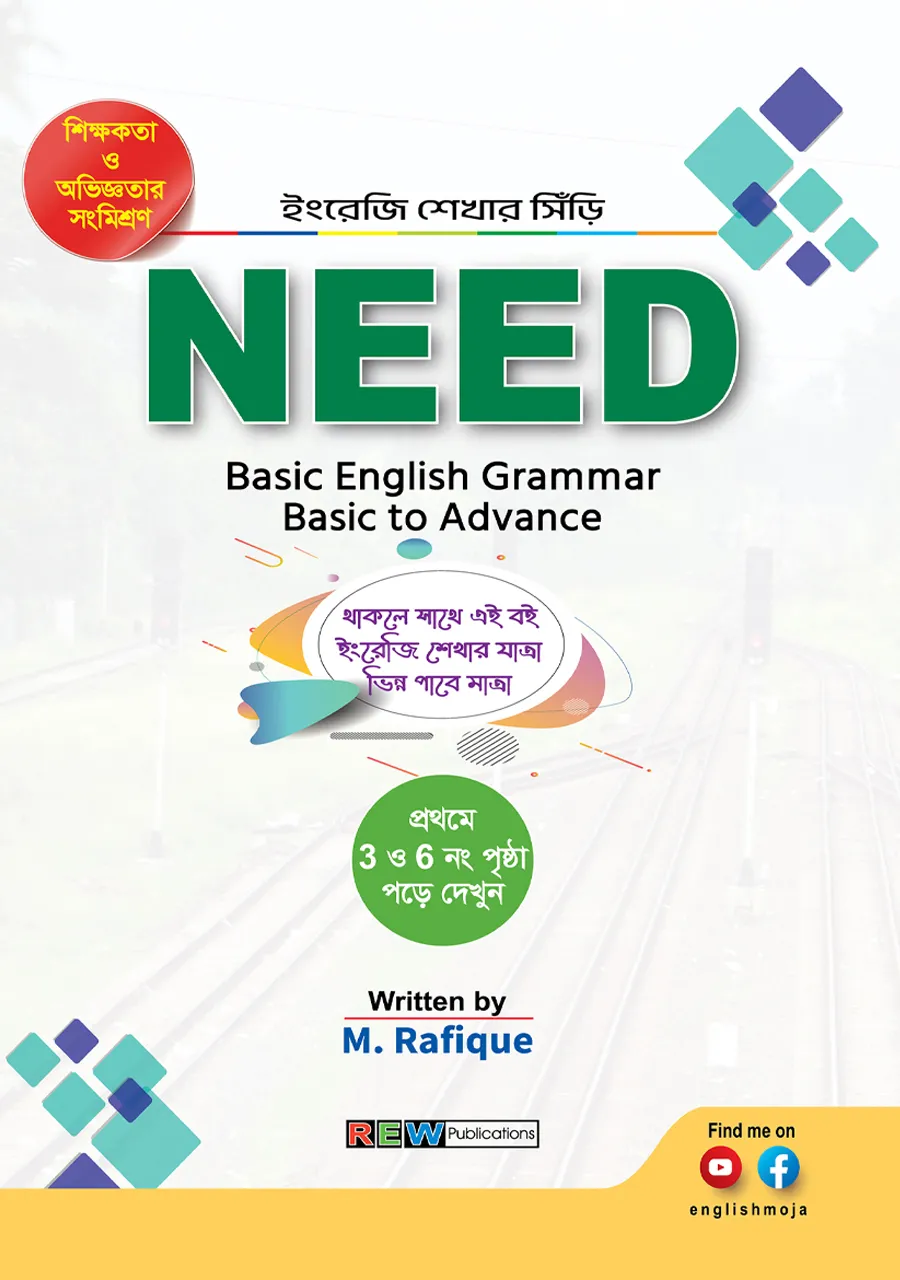 শিক্ষকতা
ও
অভিজ্ঞতার
সংমিশ্রণ
ইংরেজি শেখার সিঁড়ি
NEED
Basic English Grammar
Basic to Advance
থাকলে সাথে এই বই
ইংরেজি শেখার যাত্রা
ভিন্ন পাবে মাত্রা
প্রথমে
3 ও 6 নং পৃষ্ঠা
পড়ে দেখুন
Written by
M. Rafique
REW Publications
Find me on
englishmoja